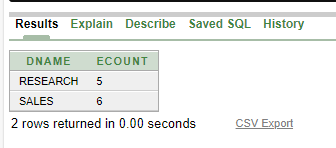 Results Explain Describe Saved SQL History
DNAME ECOUNT
RESEARCH 5
SALES 6
2 rows returned in 0.00 seconds CSV Export